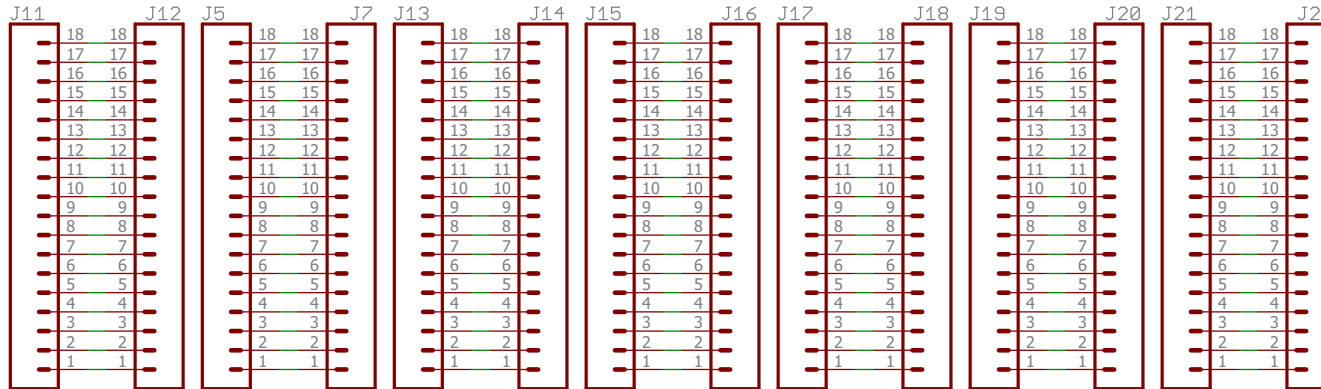 J11 J12 J5 J7 J13 J14 J15 J16 J17 J18 J19 J20 J21
18 18 18 18 18 18 18 18 18 18 18 18 18 18
17 17 17 17 17 17 17 17 17 17 17 17 17 17
16 16 16 16 16 16 16 16 16 16 16 16 16 16
15 15 15 15 15 15 15 15 15 15 15 15 15 15
14 14 14 14 14 14 14 14 14 14 14 14 14 14
13 13 13 13 13 13 13 13 13 13 13 13 13 13
12 12 12 12 12 12 12 12 12 12 12 12 12 12
11 11 11 11 11 11 11 11 11 11 11 11 11 11
10 10 10 10 10 10 10 10 10 10 10 10 10 10
9 9 9 9 9 9 9 9 9 9 9 9 9 9
8 8 8 8 8 8 8 8 8 8 8 8 8 8
7 7 7 7 7 7 7 7 7 7 7 7 7 7
6 6 6 6 6 6 6 6 6 6 6 6 6 6
5 5 5 5 5 5 5 5 5 5 5 5 5 5
4 4 4 4 4 4 4 4 4 4 4 4 4 4
3 3 3 3 3 3 3 3 3 3 3 3 3 3
2 2 2 2 2 2 2 2 2 2 2 2 2 2
1 1 1 1 1 1 1 1 1 1 1 1 1 1